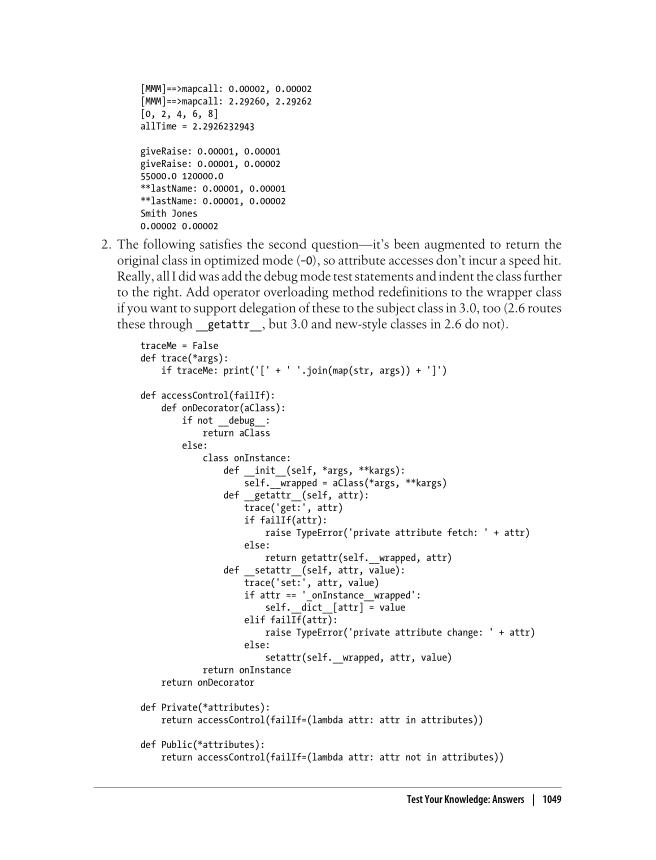 [MMM]==>mapcall: 0.00002, 0.00002
[MMM]==>mapcall: 2.29260, 2.29262
[0, 2, 4, 6, 8]
allTime = 2.2926232943

giveRaise: 0.00001, 0.00001
giveRaise: 0.00001, 0.00002
55000.0 120000.0
**lastName: 0.00001, 0.00001
**lastName: 0.00001, 0.00002
Smith Jones
0.00002 0.00002
2. The following satisfies the second question—it's been augmented to return the
original class in optimized mode (-O), so attribute accesses don't incur a speed hit.
Really, all I did was add the debug mode test statements and indent the class further
to the right. Add operator overloading method redefinitions to the wrapper class
if you want to support delegation of these to the subject class in 3.0, too (2.6 routes
these through __getattr__, but 3.0 and new-style classes in 2.6 do not).
traceMe = False
def trace(*args):
    if traceMe: print('[' + ' '.join(map(str, args)) + ']')

def accessControl(failIf):
    def onDecorator(aClass):
        if not __debug__:
            return aClass
        else:
            class onInstance:
                def __init__(self, *args, **kargs):
                    self.__wrapped = aClass(*args, **kargs)
                def __getattr__(self, attr):
                    trace('get:', attr)
                    if failIf(attr):
                        raise TypeError('private attribute fetch: ' + attr)
                    else:
                        return getattr(self.__wrapped, attr)
                def __setattr__(self, attr, value):
                    trace('set:', attr, value)
                    if attr == '_onInstance__wrapped':
                        self.__dict__[attr] = value
                    elif failIf(attr):
                        raise TypeError('private attribute change: ' + attr)
                    else:
                        setattr(self.__wrapped, attr, value)
            return onInstance
    return onDecorator

def Private(*attributes):
    return accessControl(failIf=(lambda attr: attr in attributes))

def Public(*attributes):
    return accessControl(failIf=(lambda attr: attr not in attributes))
Test Your Knowledge: Answers | 1049